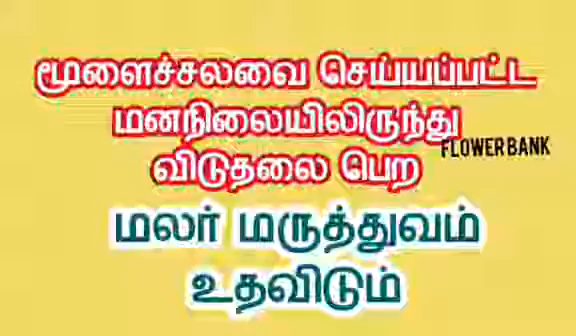 மூளைச்சலவை செய்யப்பட்ட
மனநிலையிலிருந்து
விடுதலை பெற
FLOWER BANK
மலர் மருத்துவம்
உதவிடும்